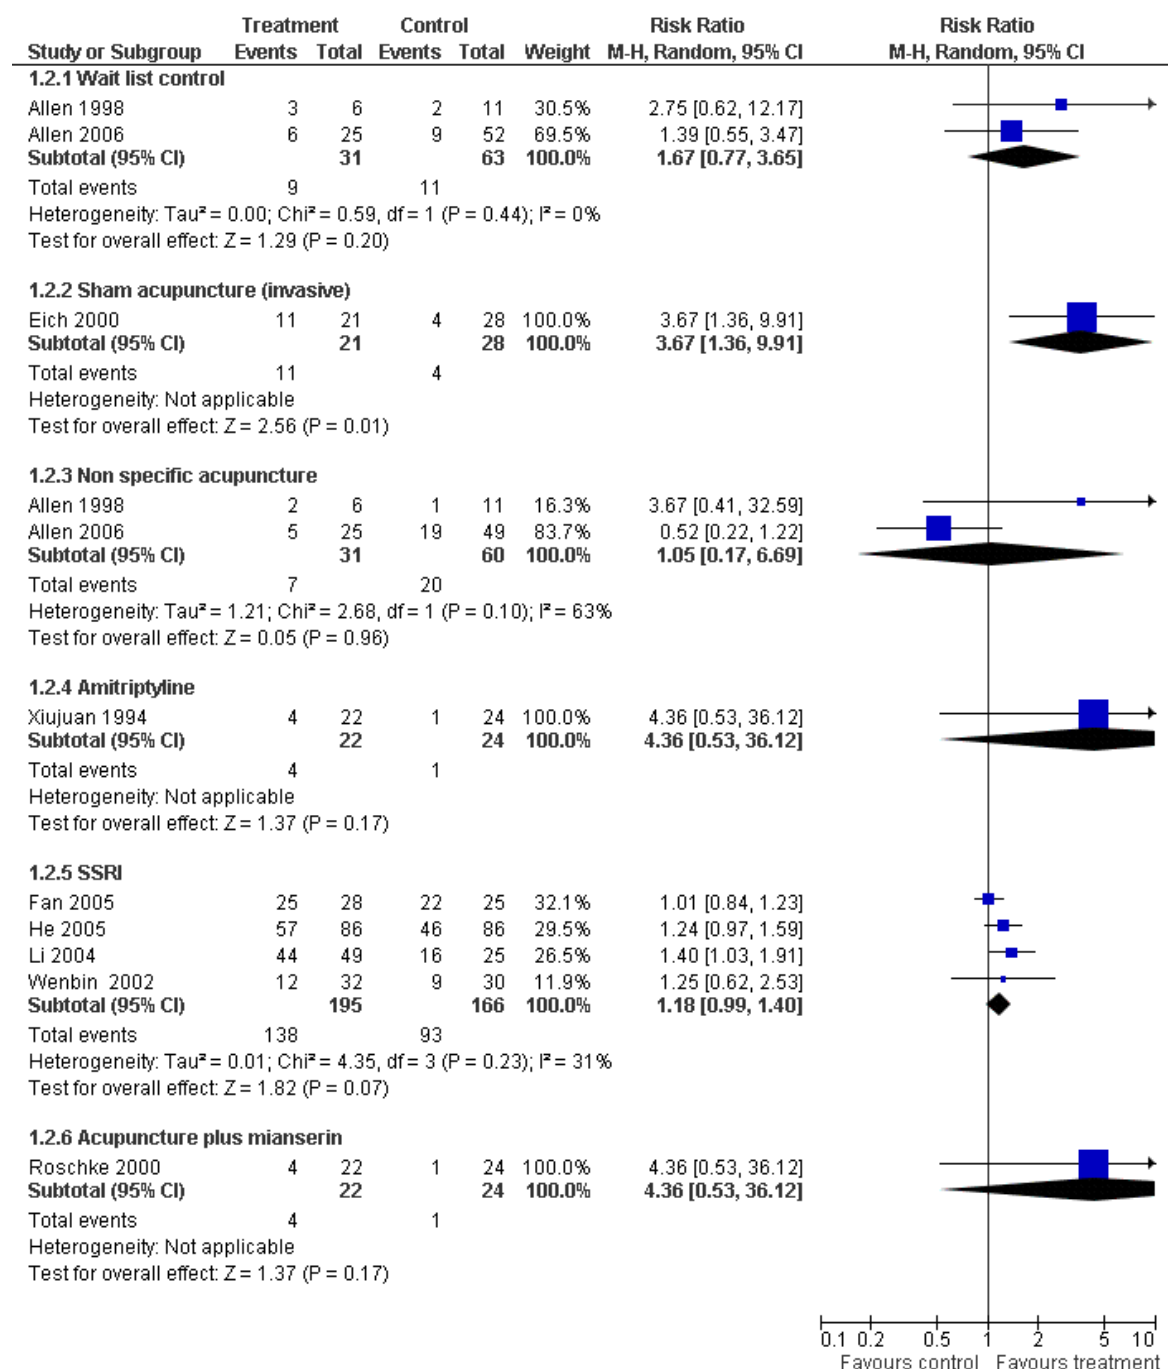 Treatment Control Risk Ratio Risk Ratio
Study or Subgroup Events Total Events Total Weight M-H, Random, 95% CI M-H, Random, 95% CI
1.2.1 Wait list control
Allen 1998 3 6 2 11 30.5% 2.75 [0.62, 12.17]
Allen 2006 6 25 9 52 69.5% 1.39 [0.55, 3.47]
Subtotal (95% CI) 31 63 100.0% 1.67 [0.77, 3.65]
Total events 9 11
Heterogeneity: Tau² = 0.00; Chi² = 0.59, df = 1 (P = 0.44); I² = 0%
Test for overall effect: Z = 1.29 (P = 0.20)
1.2.2 Sham acupuncture (invasive)
Eich 2000 11 21 4 28 100.0% 3.67 [1.36, 9.91]
Subtotal (95% CI) 21 28 100.0% 3.67 [1.36, 9.91]
Total events 11 4
Heterogeneity: Not applicable
Test for overall effect: Z = 2.56 (P = 0.01)
1.2.3 Non specific acupuncture
Allen 1998 2 6 1 11 16.3% 3.67 [0.41, 32.59]
Allen 2006 5 25 19 49 83.7% 0.52 [0.22, 1.22]
Subtotal (95% CI) 31 60 100.0% 1.05 [0.17, 6.69]
Total events 7 20
Heterogeneity: Tau² = 1.21; Chi² = 2.68, df = 1 (P = 0.10); I² = 63%
Test for overall effect: Z = 0.05 (P = 0.96)
1.2.4 Amitriptyline
Xiujuan 1994 4 22 1 24 100.0% 4.36 [0.53, 36.12]
Subtotal (95% CI) 22 24 100.0% 4.36 [0.53, 36.12]
Total events 4 1
Heterogeneity: Not applicable
Test for overall effect: Z = 1.37 (P = 0.17)
1.2.5 SSRI
Fan 2005 25 28 22 25 32.1% 1.01 [0.84, 1.23]
He 2005 57 86 46 86 29.5% 1.24 [0.97, 1.59]
Li 2004 44 49 16 25 26.5% 1.40 [1.03, 1.91]
Wenbin 2002 12 32 9 30 11.9% 1.25 [0.62, 2.53]
Subtotal (95% CI) 195 166 100.0% 1.18 [0.99, 1.40]
Total events 138 93
Heterogeneity: Tau² = 0.01; Chi² = 4.35, df = 3 (P = 0.23); I² = 31%
Test for overall effect: Z = 1.82 (P = 0.07)
1.2.6 Acupuncture plus mianserin
Roschke 2000 4 22 1 24 100.0% 4.36 [0.53, 36.12]
Subtotal (95% CI) 22 24 100.0% 4.36 [0.53, 36.12]
Total events 4 1
Heterogeneity: Not applicable
Test for overall effect: Z = 1.37 (P = 0.17)
0.1 0.2 0.5 1 2 5 10
Favours control Favours treatment